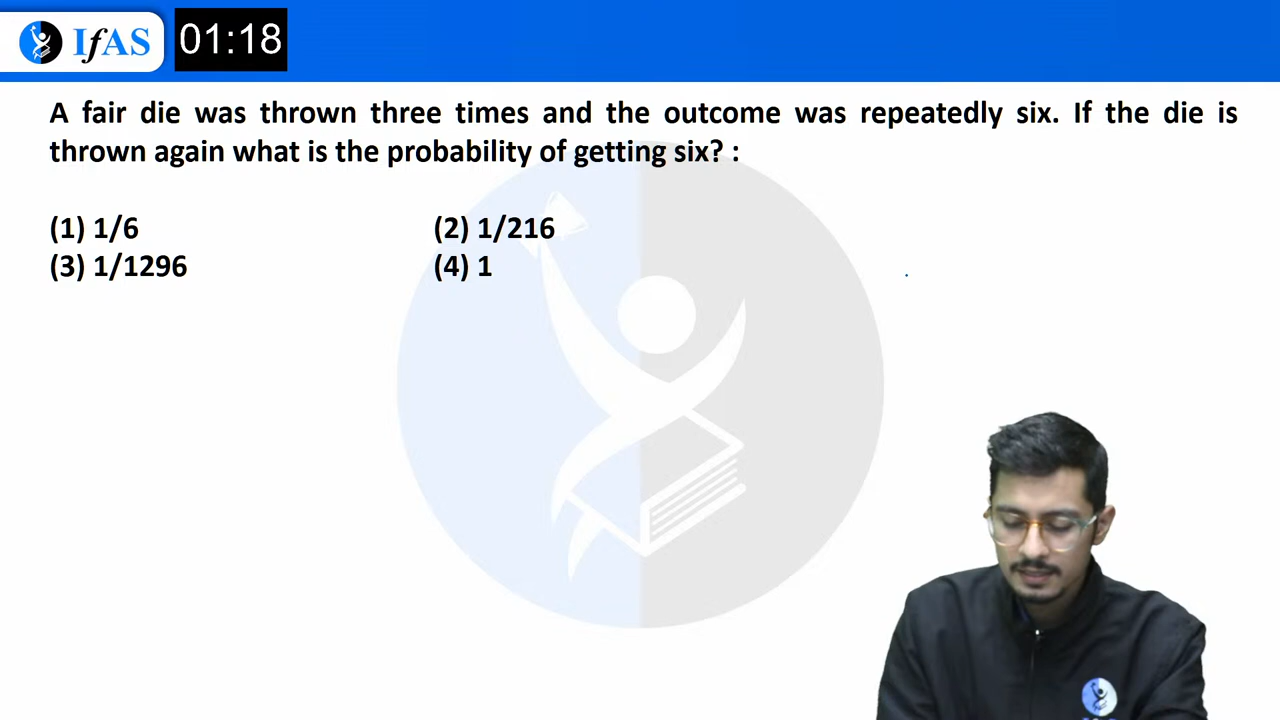 IfAS
01:18
A fair die was thrown three times and the outcome was repeatedly six. If the die is
thrown again what is the probability of getting six? :
(1) 1/6 (2) 1/216
(3) 1/1296 (4) 1